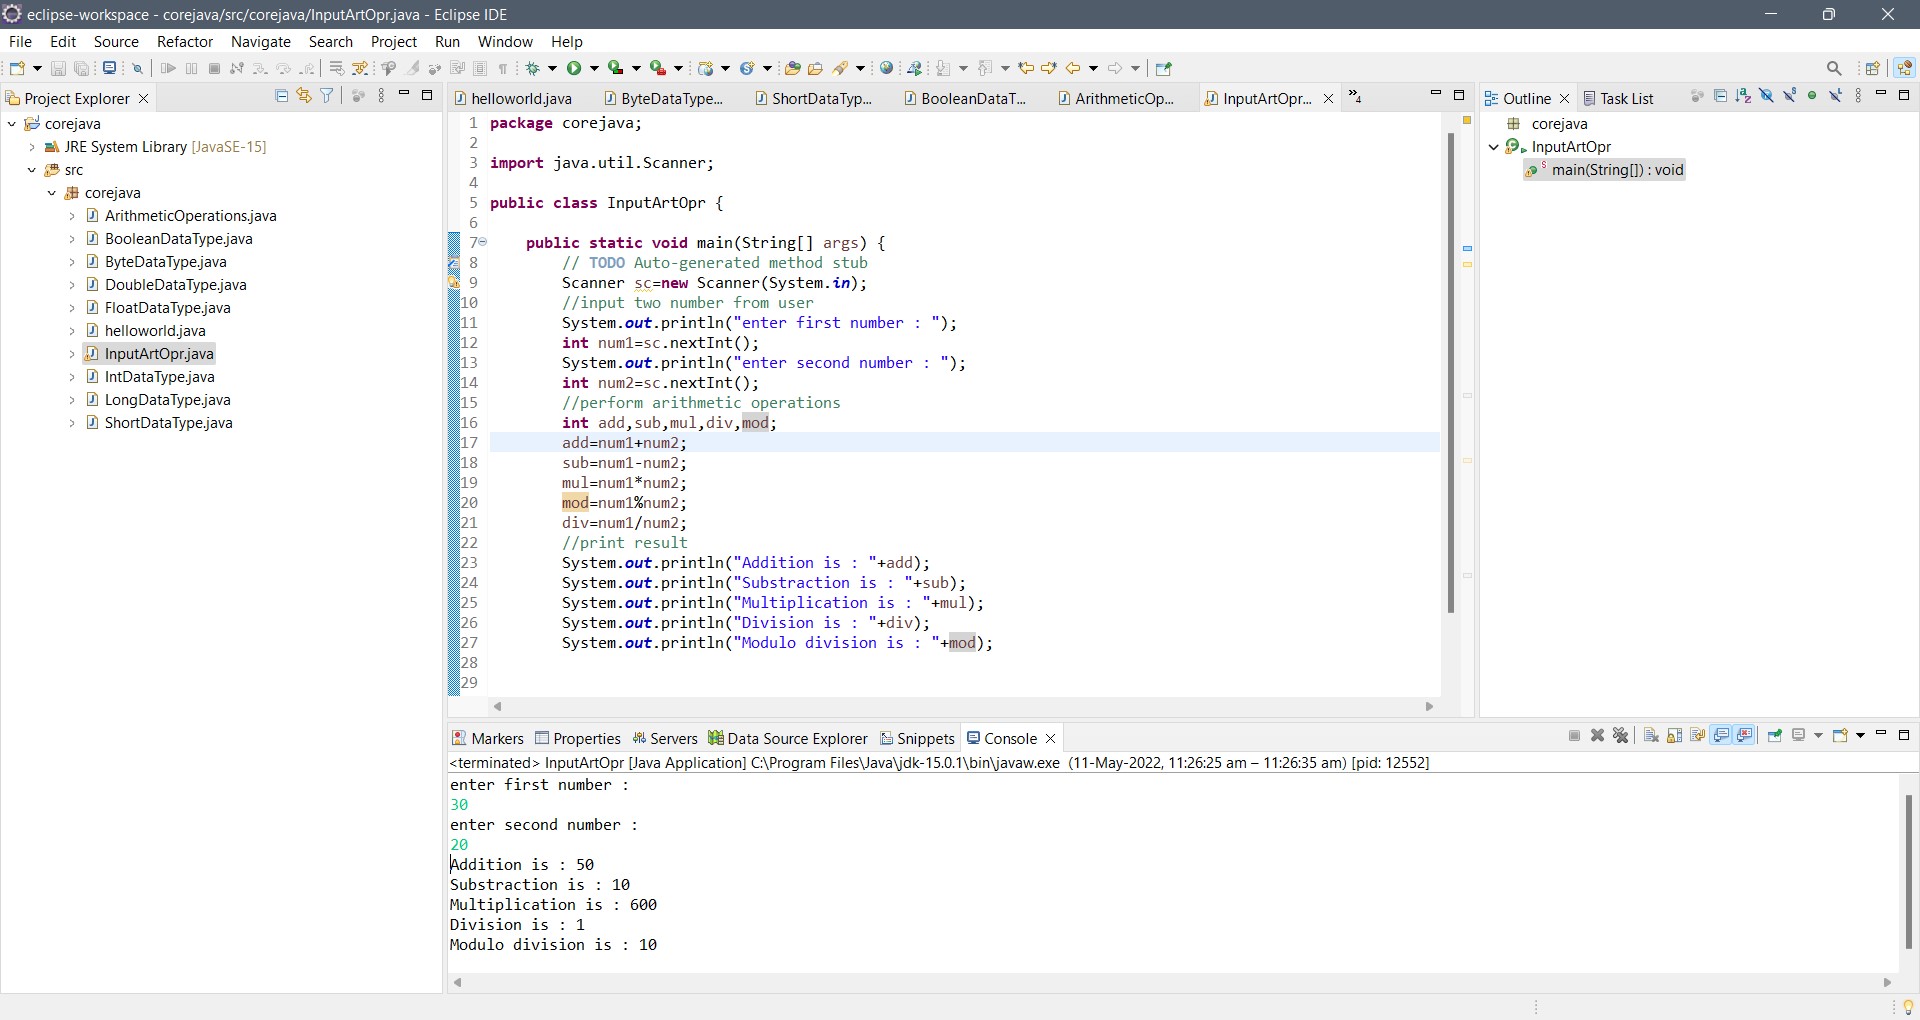 eclipse-workspace - corejava/src/corejava/InputArtOpr.java - Eclipse IDE
File Edit Source Refactor Navigate Search Project Run Window Help
Project Explorer
corejava
JRE System Library [JavaSE-15]
src
corejava
ArithmeticOperations.java
BooleanDataType.java
ByteDataType.java
DoubleDataType.java
FloatDataType.java
helloworld.java
InputArtOpr.java
IntDataType.java
LongDataType.java
ShortDataType.java
helloworld.java ByteDataType... ShortDataTyp... BooleanDataT... ArithmeticOp... InputArtOpr... »4
1 package corejava;
2
3 import java.util.Scanner;
4
5 public class InputArtOpr {
6
7 public static void main(String[] args) {
8 // TODO Auto-generated method stub
9 Scanner sc=new Scanner(System.in);
10 //input two number from user
11 System.out.println("enter first number : ");
12 int num1=sc.nextInt();
13 System.out.println("enter second number : ");
14 int num2=sc.nextInt();
15 //perform arithmetic operations
16 int add,sub,mul,div,mod;
17 add=num1+num2;
18 sub=num1-num2;
19 mul=num1*num2;
20 mod=num1%num2;
21 div=num1/num2;
22 //print result
23 System.out.println("Addition is : "+add);
24 System.out.println("Substraction is : "+sub);
25 System.out.println("Multiplication is : "+mul);
26 System.out.println("Division is : "+div);
27 System.out.println("Modulo division is : "+mod);
28
29
Outline Task List
corejava
InputArtOpr
main(String[]) : void
Markers Properties Servers Data Source Explorer Snippets Console
<terminated> InputArtOpr [Java Application] C:\Program Files\Java\jdk-15.0.1\bin\javaw.exe (11-May-2022, 11:26:25 am – 11:26:35 am) [pid: 12552]
enter first number :
30
enter second number :
20
Addition is : 50
Substraction is : 10
Multiplication is : 600
Division is : 1
Modulo division is : 10